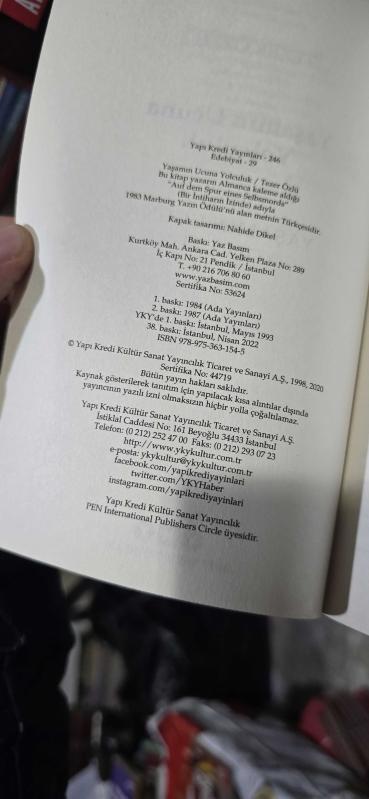 Yapı Kredi Yayınları - 246
Edebiyat - 29
Yaşamın Ucuna Yolculuk / Tezer Özlü
Bu kitap yazarın Almanca kaleme aldığı
"Auf dem Spur eines Selbsmords"
(Bir İntiharın İzinde) adıyla
1983 Marburg Yazın Ödülü'nü alan metnin Türkçesidir.
Kapak tasarımı: Nahide Dikel
Baskı: Yaz Basım
Kurtköy Mah. Ankara Cad. Yelken Plaza No: 289
İç Kapı No: 21 Pendik / İstanbul
T. +90 216 706 80 60
www.yazbasim.com
Sertifika No: 53624
1. baskı: 1984 (Ada Yayınları)
2. baskı: 1987 (Ada Yayınları)
YKY'de 1. baskı: İstanbul, Mayıs 1993
38. baskı: İstanbul, Nisan 2022
ISBN 978-975-363-154-5
© Yapı Kredi Kültür Sanat Yayıncılık Ticaret ve Sanayi A.Ş., 1998, 2020
Sertifika No: 44719
Bütün yayın hakları saklıdır.
Kaynak gösterilerek tanıtım için yapılacak kısa alıntılar dışında
yayıncının yazılı izni olmaksızın hiçbir yolla çoğaltılamaz.
Yapı Kredi Kültür Sanat Yayıncılık Ticaret ve Sanayi A.Ş.
İstiklal Caddesi No: 161 Beyoğlu 34433 İstanbul
Telefon: (0 212) 252 47 00 Faks: (0 212) 293 07 23
http://www.ykykultur.com.tr
e-posta: ykykultur@ykykultur.com.tr
facebook.com/yapikrediyayinlari
twitter.com/YKYHaber
instagram.com/yapikrediyayinlari
Yapı Kredi Kültür Sanat Yayıncılık
PEN International Publishers Circle üyesidir.